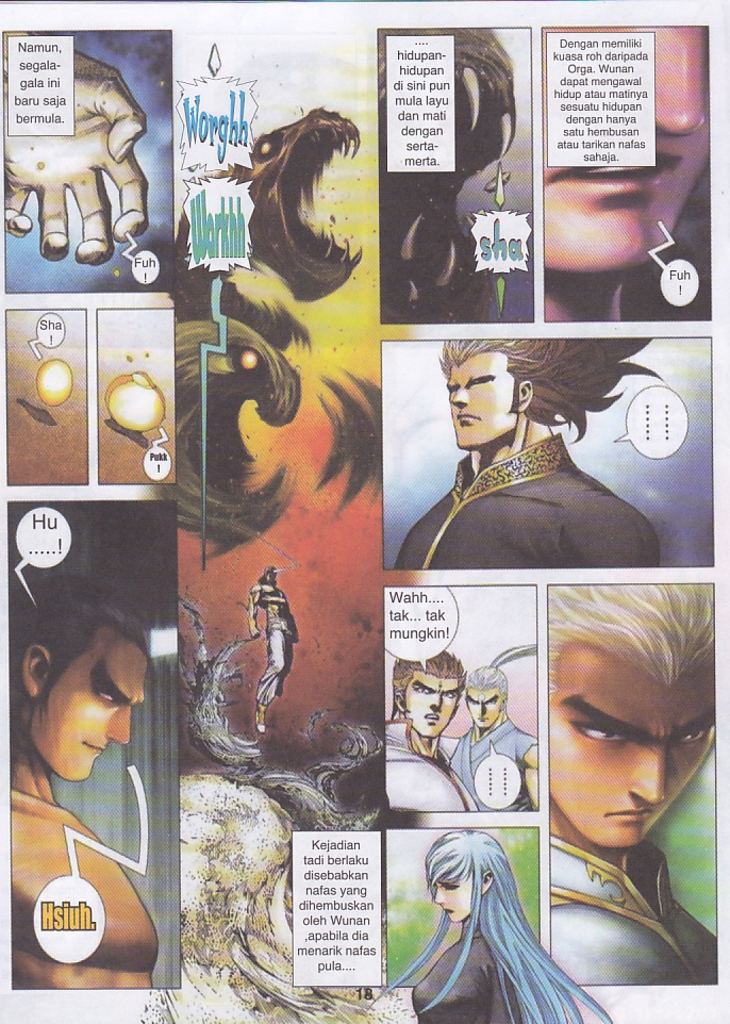 Namun,
segala-
gala ini
baru saja
bermula.
Fuh
!
Sha
!
Pukk
!
Hu
.....!
Hsiuh.
Worghh
Warkhh
....
hidupan-
hidupan
di sini pun
mula layu
dan mati
dengan
serta-
merta.
sha
Dengan memiliki
kuasa roh daripada
Orga. Wunan
dapat mengawal
hidup atau matinya
sesuatu hidupan
dengan hanya
satu hembusan
atau tarikan nafas
sahaja.
Fuh
!
Wahh....
tak... tak
mungkin!
Kejadian
tadi berlaku
disebabkan
nafas yang
dihembuskan
oleh Wunan
,apabila dia
menarik nafas
pula....
18